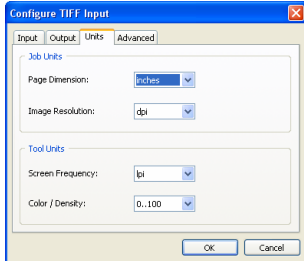 Configure TIFF Input
Input Output Units Advanced
Job Units
Page Dimension: inches
Image Resolution: dpi
Tool Units
Screen Frequency: lpi
Color / Density: 0..100
OK Cancel